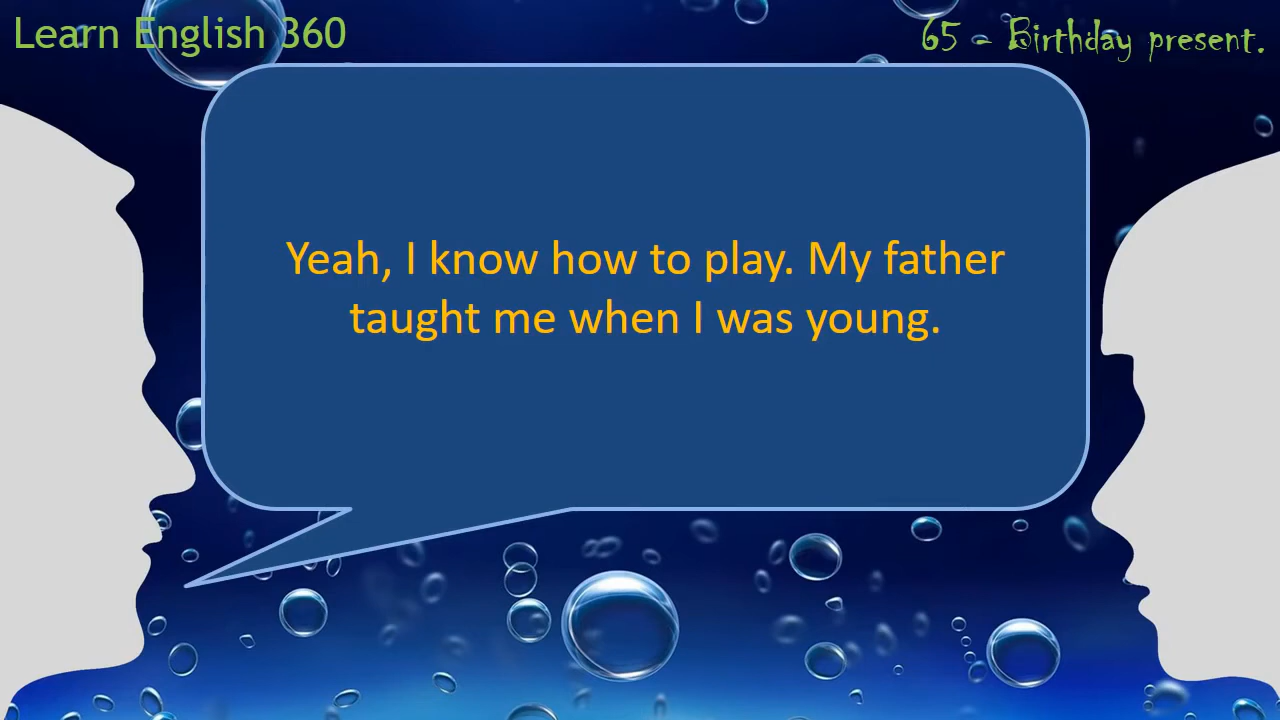 Learn English 360
65 - Birthday present.
Yeah, I know how to play. My father
taught me when I was young.